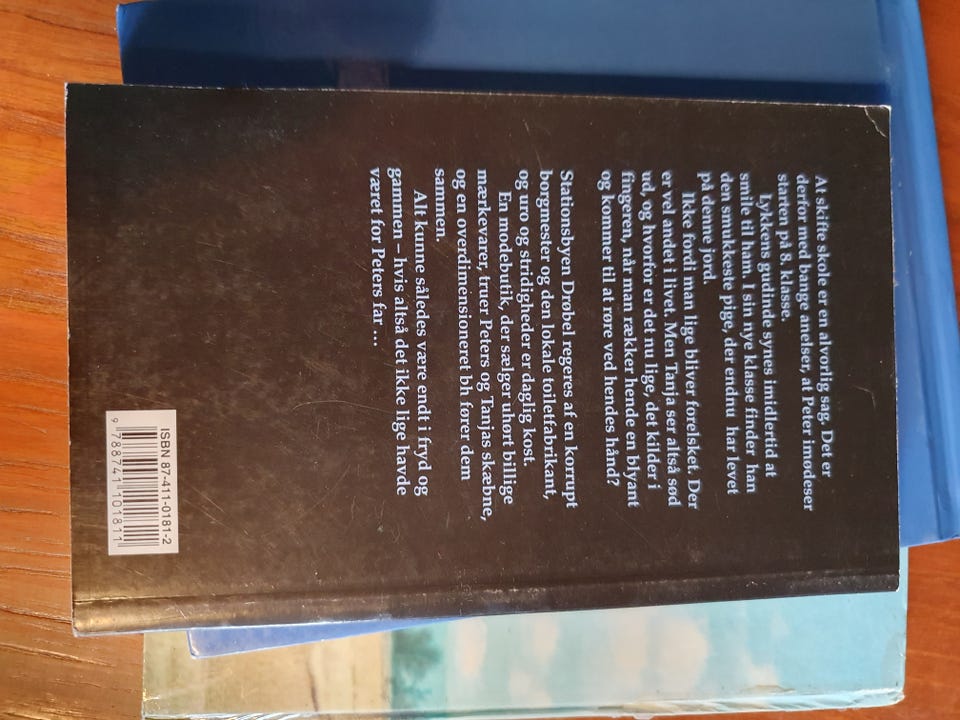 At skifte skole er en alvorlig sag. Det er
derfor med bange anelser, at Peter imødeser
starten på 8. klasse.
Lykkens gudinde synes imidlertid at
smile til ham. I sin nye klasse finder han
den smukkeste pige, der endnu har levet
på denne jord.
Ikke fordi man lige bliver forelsket. Der
er vel andet i livet. Men Tanja ser altså sød
ud, og hvorfor er det nu lige, det kilder i
fingeren, når man rækker hende en blyant
og kommer til at røre ved hendes hånd?
Stationsbyen Drøbel regeres af en korrupt
borgmester og den lokale toiletfabrikant,
og uro og stridigheder er daglig kost.
En modebutik, der sælger uhørt billige
mærkevarer, truer Peters og Tanjas skæbne,
og en overdimensioneret bh fører dem
sammen.
Alt kunne således være endt i fryd og
gammen – hvis altså det ikke lige havde
været for Peters far ...
ISBN 87-411-0181-2
9 788741 101811